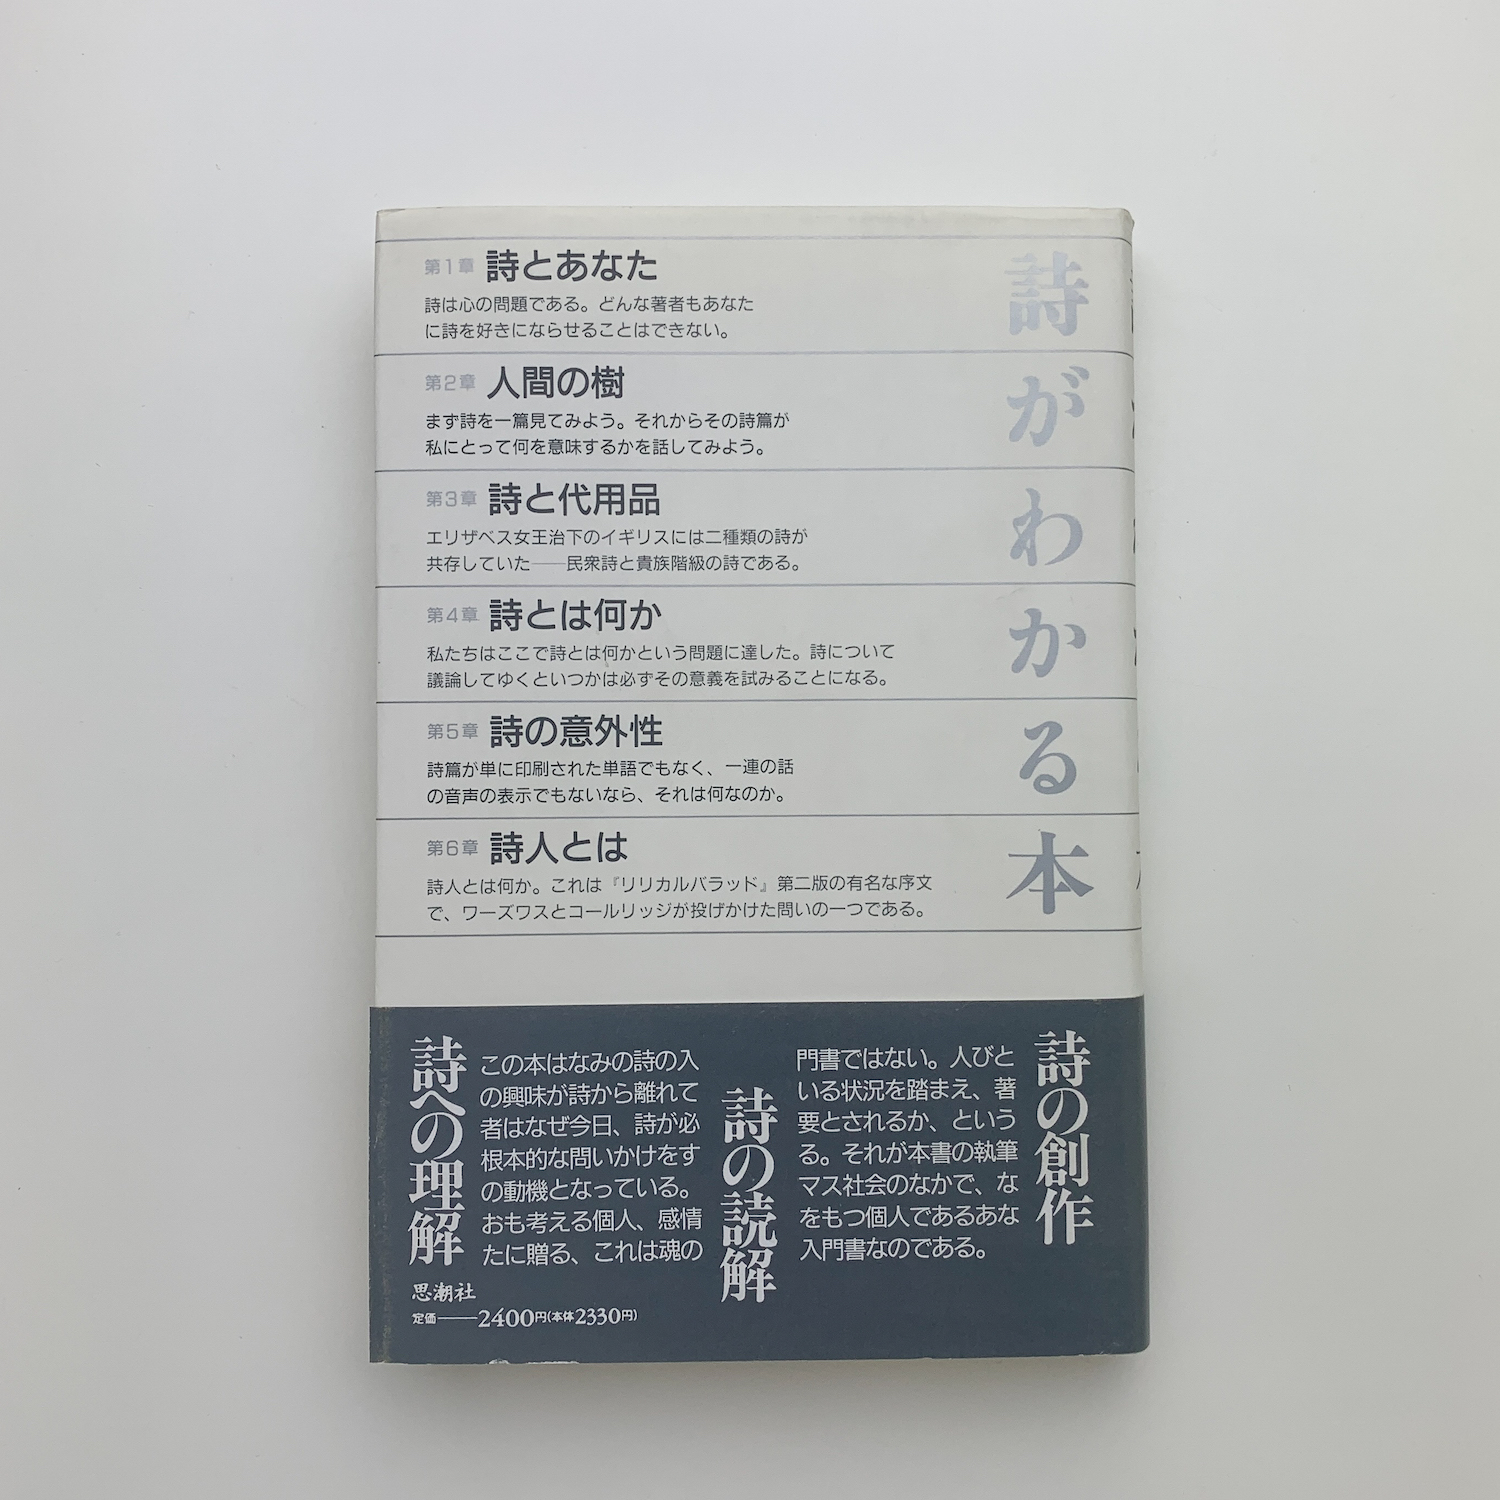 詩がわかる本
第1章 詩とあなた
詩は心の問題である。どんな著者もあなた
に詩を好きにならせることはできない。
第2章 人間の樹
まず詩を一篇見てみよう。それからその詩篇が
私にとって何を意味するかを話してみよう。
第3章 詩と代用品
エリザベス女王治下のイギリスには二種類の詩が
共存していた──民衆詩と貴族階級の詩である。
第4章 詩とは何か
私たちはここで詩とは何かという問題に達した。詩について
議論してゆくといつかは必ずその意義を試みることになる。
第5章 詩の意外性
詩篇が単に印刷された単語でもなく、一連の話
の音声の表示でもないなら、それは何なのか。
第6章 詩人とは
詩人とは何か。これは『リリカルバラッド』第二版の有名な序文
で、ワーズワスとコールリッジが投げかけた問いの一つである。
詩の創作
詩の読解
詩への理解
この本はなみの詩の入
門書ではない。人びと
の興味が詩から離れて
いる状況を踏まえ、著
者はなぜ今日、詩が必
要とされるか、という
根本的な問いかけをす
る。それが本書の執筆
の動機となっている。
マス社会のなかで、な
おも考える個人、感情
をもつ個人であるあな
たに贈る、これは魂の
入門書なのである。
思潮社
定価──2400円(本体2330円)